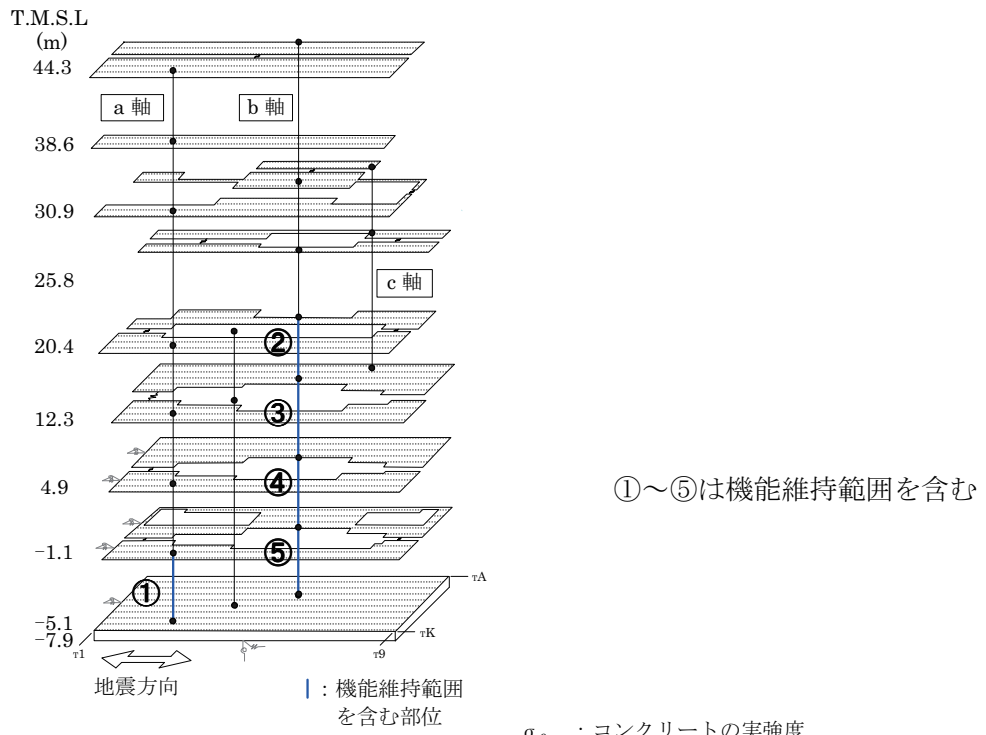 T.M.S.L
(m)
44.3
a 軸
b 軸
38.6
30.9
25.8
c 軸
20.4
②
12.3
③
4.9
④
①～⑤は機能維持範囲を含む
-1.1
⑤
①
TA
-5.1
TK
-7.9
T1
T9
地震方向
：機能維持範囲
を含む部位
：コンクリートの実強度